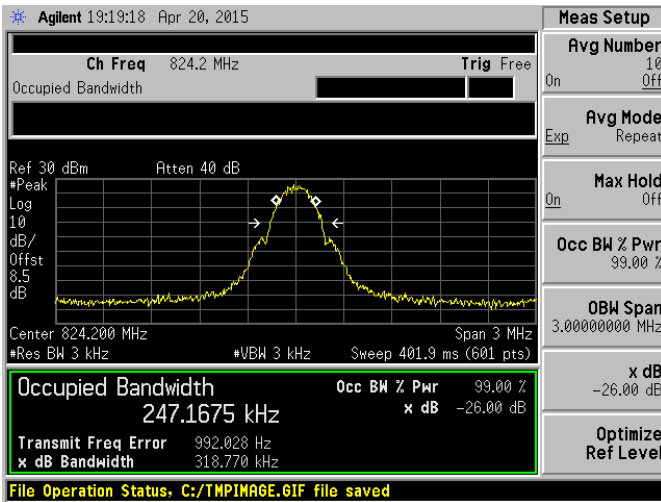 Agilent 19:19:18 Apr 20, 2015
Meas Setup
Ch Freq 824.2 MHz Trig Free
Occupied Bandwidth
Avg Number
10
On Off
Avg Mode
Exp Repeat
Max Hold
On Off
Occ BW % Pwr
99.00 %
OBW Span
3.00000000 MHz
x dB
-26.00 dB
Optimize
Ref Level
Ref 30 dBm Atten 40 dB
#Peak
Log
10
dB/
Offst
8.5
dB
Center 824.200 MHz Span 3 MHz
#Res BW 3 kHz #VBW 3 kHz Sweep 401.9 ms (601 pts)
Occupied Bandwidth Occ BW % Pwr 99.00 %
247.1675 kHz x dB -26.00 dB
Transmit Freq Error 992.028 Hz
x dB Bandwidth 318.770 kHz
File Operation Status, C:/TMPIMAGE.GIF file saved